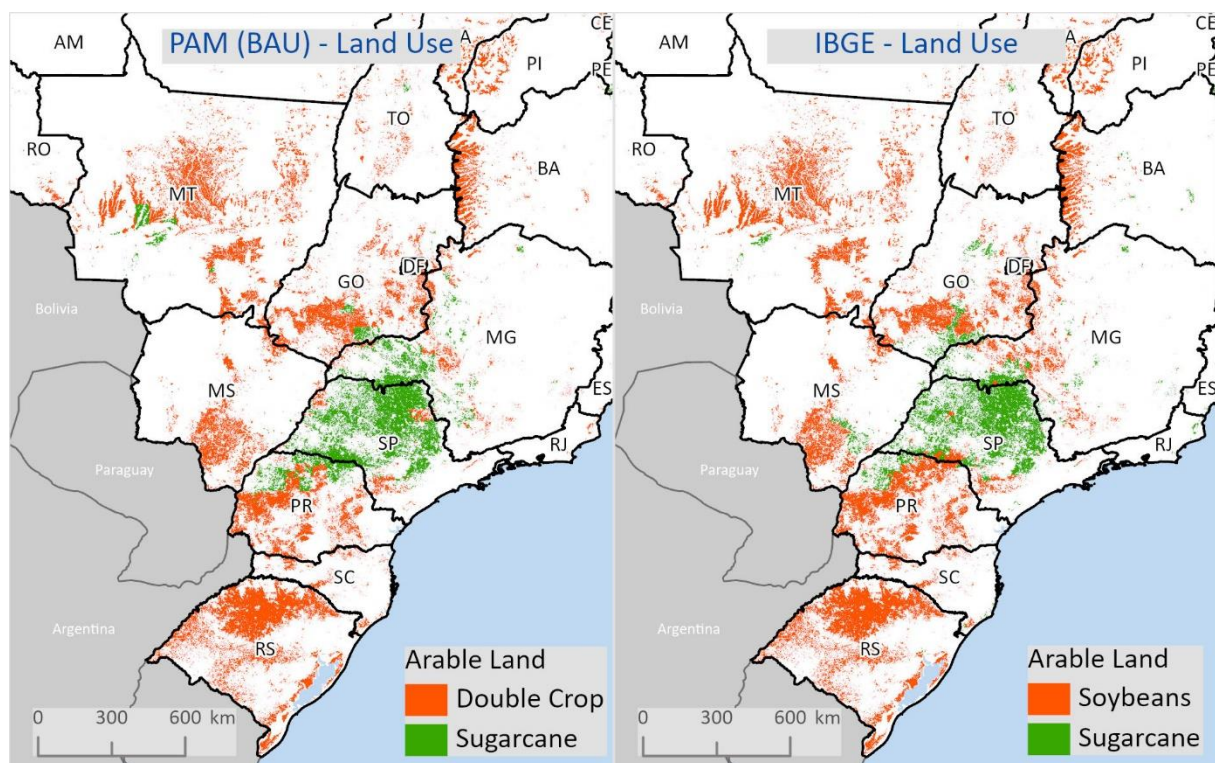 PAM (BAU) - Land Use
AM
A
CE
PI
PE
TO
RO
MT
BA
DF
GO
Bolivia
MG
MS
ES
SP
RJ
Paraguay
PR
SC
Argentina
RS
Arable Land
Double Crop
Sugarcane
0 300 600 km
IBGE - Land Use
AM
A
CE
PI
PE
TO
RO
MT
BA
DF
GO
Bolivia
MG
MS
ES
SP
RJ
Paraguay
PR
SC
Argentina
RS
Arable Land
Soybeans
Sugarcane
0 300 600 km